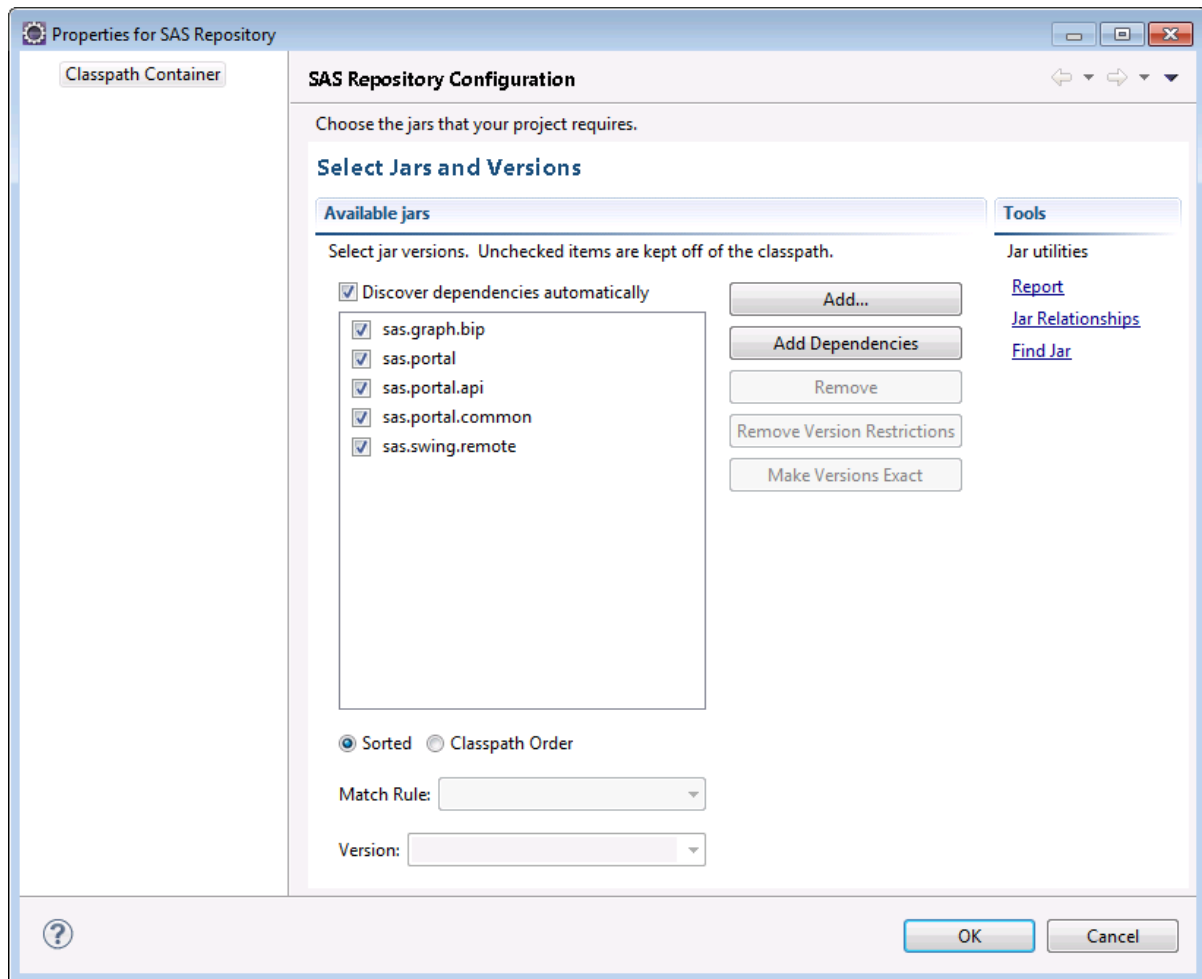 Properties for SAS Repository
Classpath Container
SAS Repository Configuration
Choose the jars that your project requires.
Select Jars and Versions
Available jars
Select jar versions.  Unchecked items are kept off of the classpath.
Discover dependencies automatically
sas.graph.bip
sas.portal
sas.portal.api
sas.portal.common
sas.swing.remote
Add...
Add Dependencies
Remove
Remove Version Restrictions
Make Versions Exact
Sorted
Classpath Order
Match Rule:
Version:
Tools
Jar utilities
Report
Jar Relationships
Find Jar
?
OK
Cancel